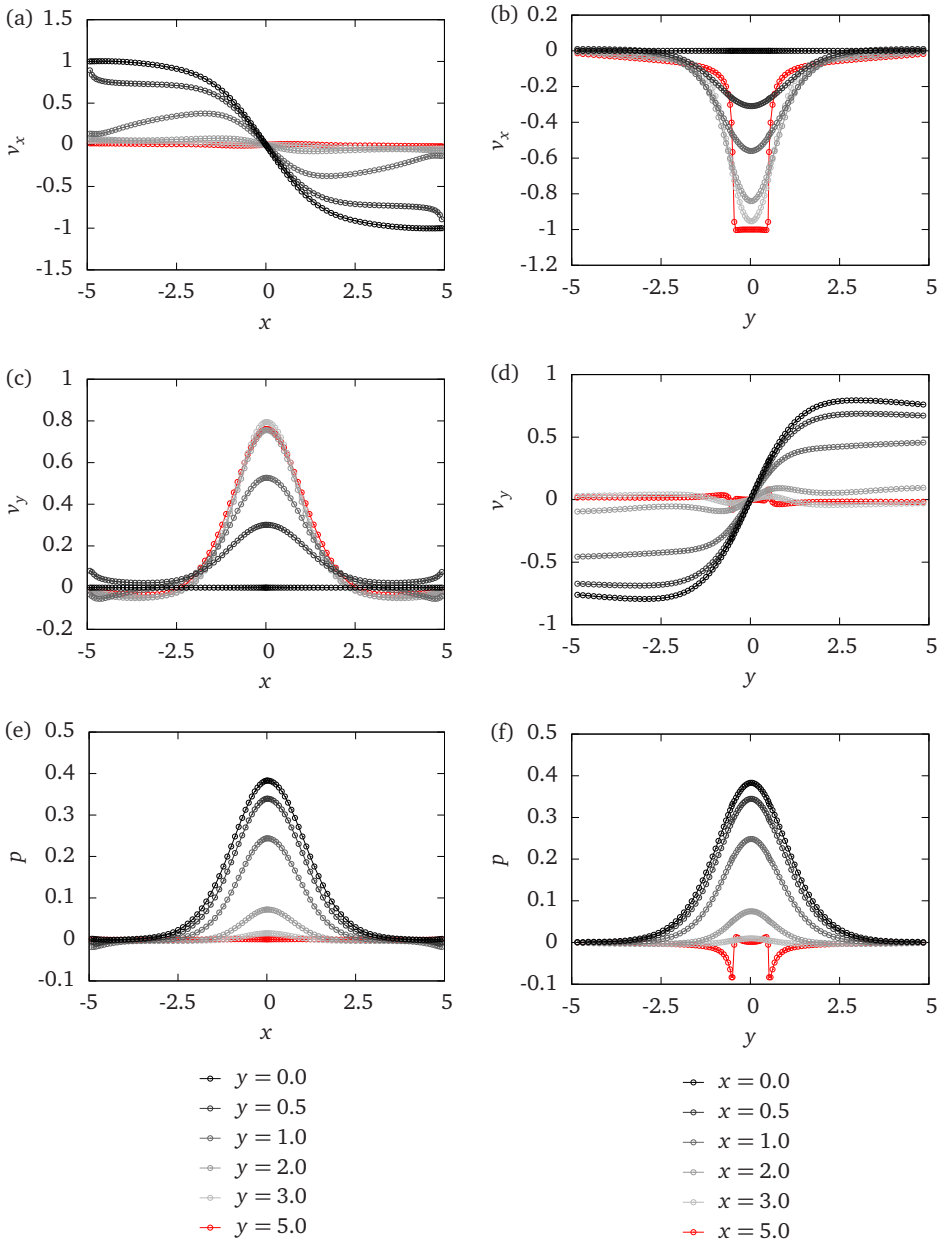 (a)
1.5
1
0.5
0
-0.5
-1
-1.5
v_x
-5 -2.5 0 2.5 5
x
(b)
0.2
0
-0.2
-0.4
-0.6
-0.8
-1
-1.2
v_x
-5 -2.5 0 2.5 5
y
(c)
1
0.8
0.6
0.4
0.2
0
-0.2
v_y
-5 -2.5 0 2.5 5
x
(d)
1
0.5
0
-0.5
-1
v_y
-5 -2.5 0 2.5 5
y
(e)
0.5
0.4
0.3
0.2
0.1
0
-0.1
p
-5 -2.5 0 2.5 5
x
(f)
0.5
0.4
0.3
0.2
0.1
0
-0.1
p
-5 -2.5 0 2.5 5
y
y = 0.0
y = 0.5
y = 1.0
y = 2.0
y = 3.0
y = 5.0
x = 0.0
x = 0.5
x = 1.0
x = 2.0
x = 3.0
x = 5.0